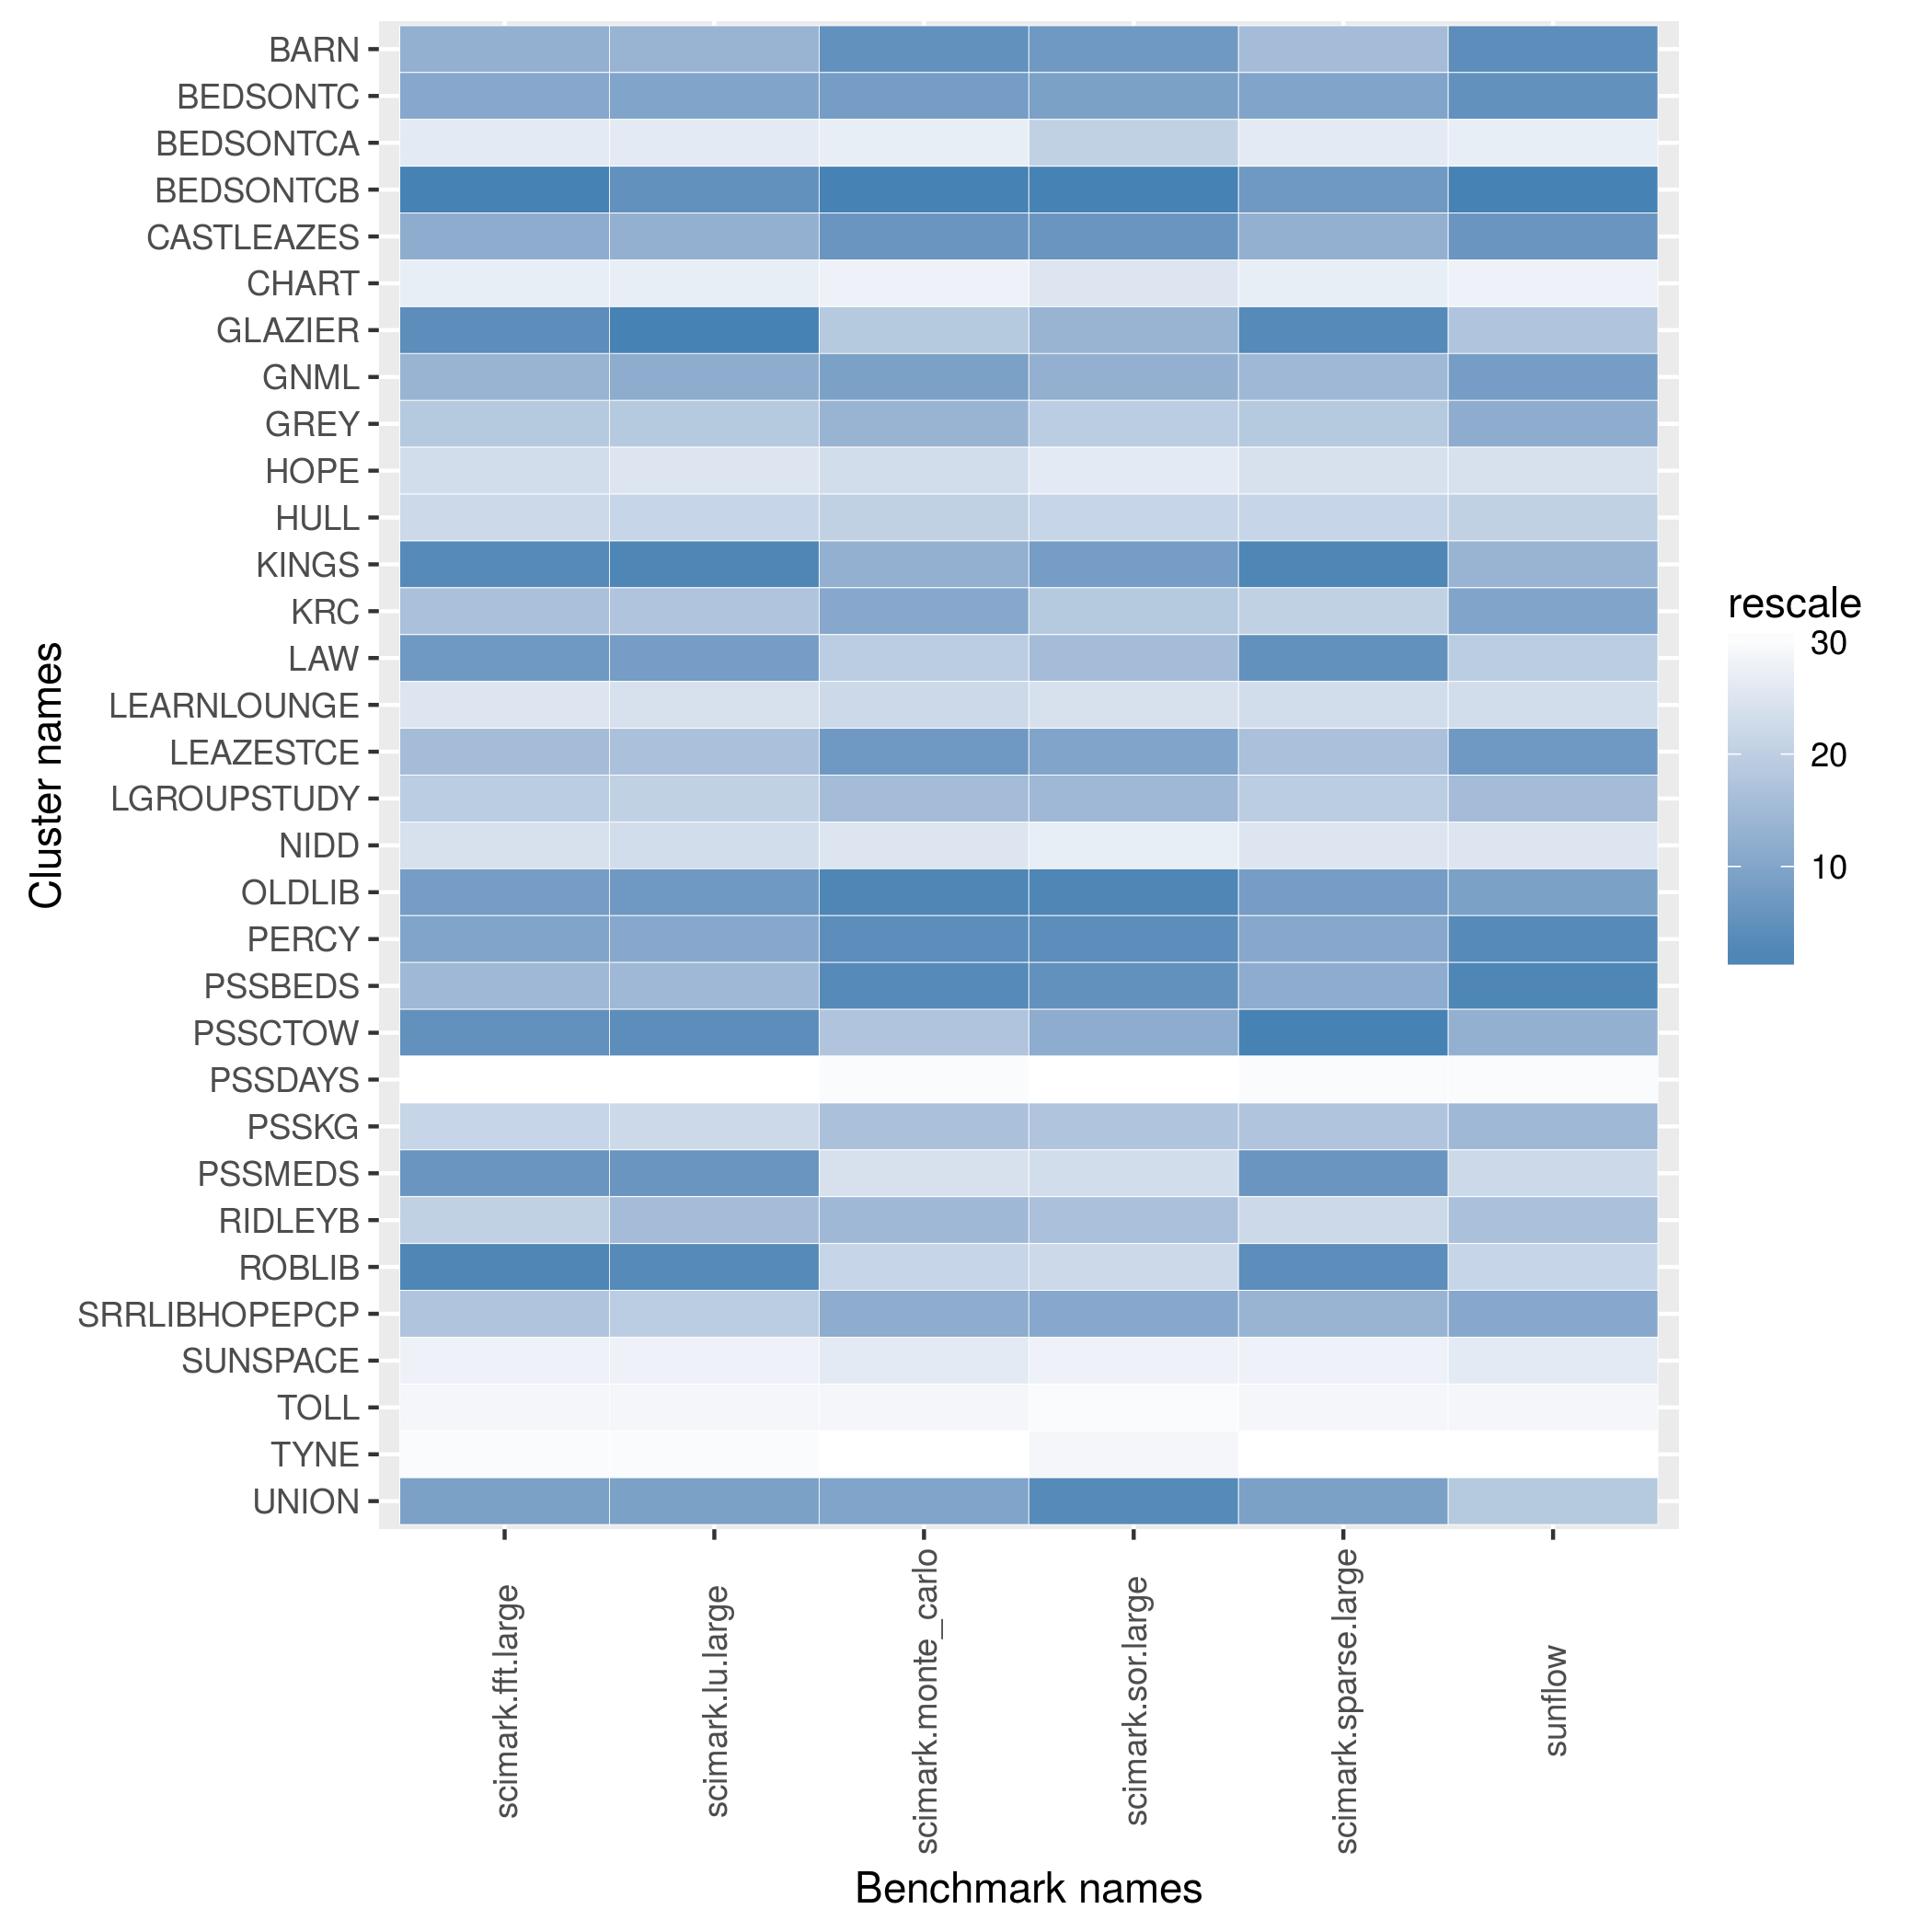 BARN
BEDSONTC
BEDSONTCA
BEDSONTCB
CASTLEAZES
CHART
GLAZIER
GNML
GREY
HOPE
HULL
KINGS
KRC
LAW
LEARNLOUNGE
LEAZESTCE
LGROUPSTUDY
NIDD
OLDLIB
PERCY
PSSBEDS
PSSCTOW
PSSDAYS
PSSKG
PSSMEDS
RIDLEYB
ROBLIB
SRRLIBHOPEPCP
SUNSPACE
TOLL
TYNE
UNION
Cluster names
scimark.fft.large
scimark.lu.large
scimark.monte_carlo
scimark.sor.large
scimark.sparse.large
sunflow
Benchmark names
rescale
30
20
10